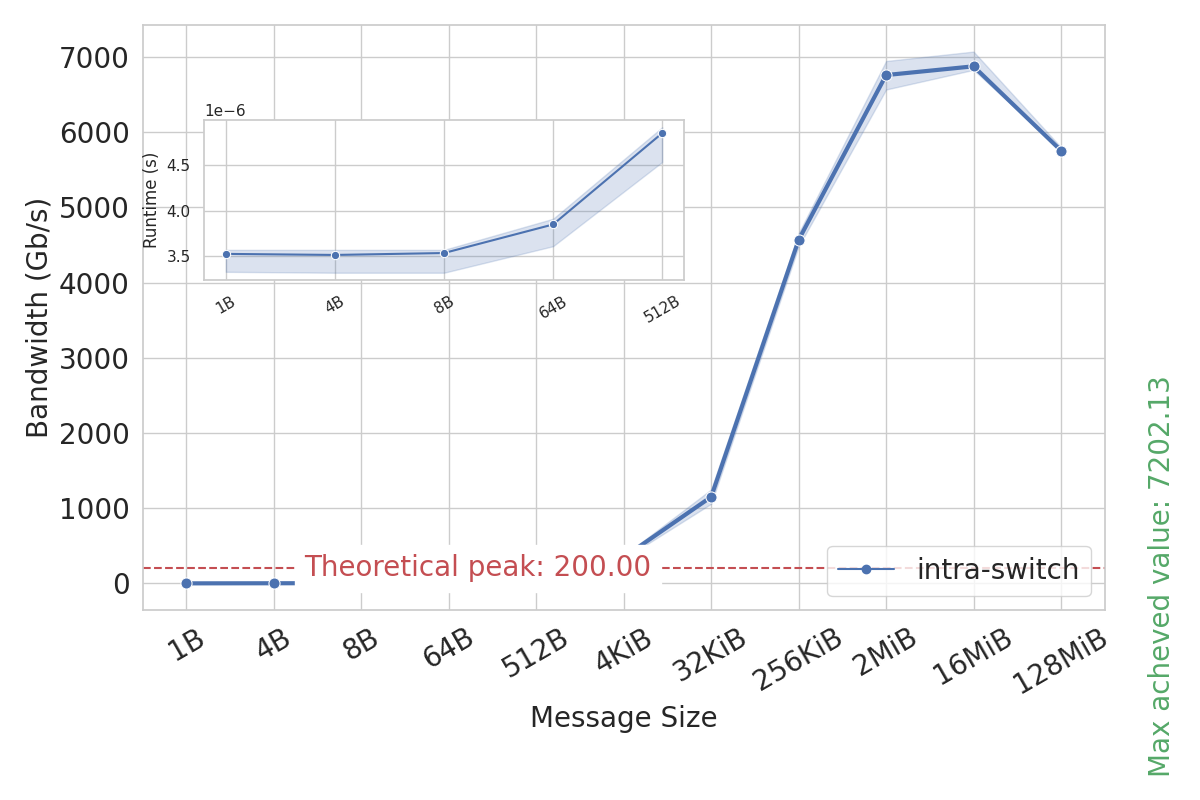 7000
6000
5000
4000
3000
2000
1000
0
Bandwidth (Gb/s)
1e−6
4.5
4.0
3.5
Runtime (s)
1B
4B
8B
64B
512B
Theoretical peak: 200.00
intra-switch
1B
4B
8B
64B
512B
4KiB
32KiB
256KiB
2MiB
16MiB
128MiB
Message Size
Max acheved value: 7202.13